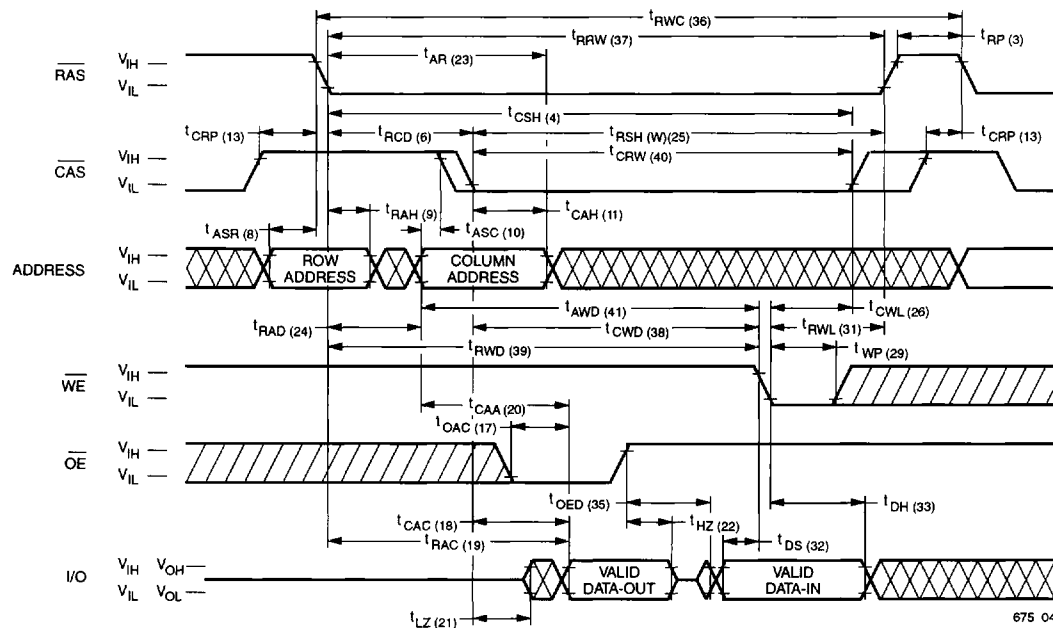 tRWC (36)
tRRW (37)
tRP (3)
tAR (23)
RAS
VIH
VIL
tCSH (4)
tCRP (13)
tRCD (6)
tRSH (W)(25)
tCRP (13)
tCRW (40)
CAS
VIH
VIL
tRAH (9)
tCAH (11)
tASR (8)
tASC (10)
ADDRESS
VIH
VIL
ROW ADDRESS
COLUMN ADDRESS
tAWD (41)
tCWL (26)
tRAD (24)
tCWD (38)
tRWL (31)
tRWD (39)
tWP (29)
WE
VIH
VIL
tCAA (20)
tOAC (17)
OE
VIH
VIL
tOED (35)
tDH (33)
tCAC (18)
tHZ (22)
tRAC (19)
tDS (32)
I/O
VIH VOH
VIL VOL
VALID DATA-OUT
VALID DATA-IN
tLZ (21)
675 04